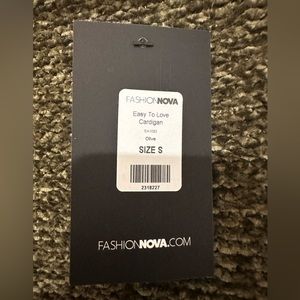 FASHIONNOVA
Easy To Love
Cardigan
Olive
SIZE S
2318227
FASHIONNOVA.COM